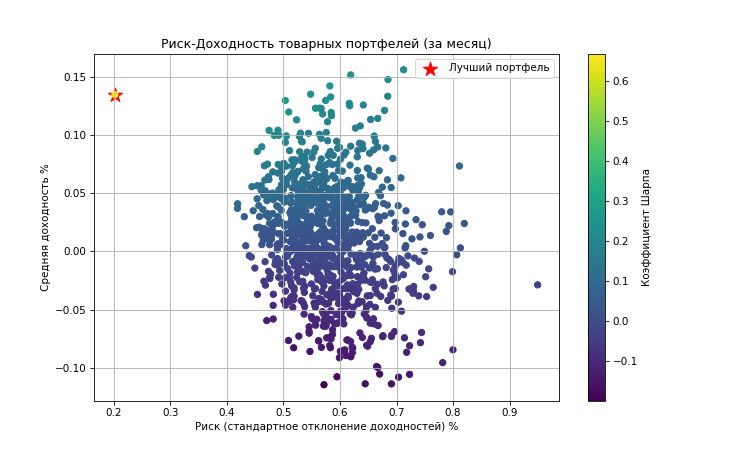 Риск-Доходность товарных портфелей (за месяц)
Лучший портфель
0.15
0.10
0.05
0.00
−0.05
−0.10
Средняя доходность %
0.2 0.3 0.4 0.5 0.6 0.7 0.8 0.9
Риск (стандартное отклонение доходностей) %
0.6
0.5
0.4
0.3
0.2
0.1
0.0
−0.1
Коэффициент Шарпа